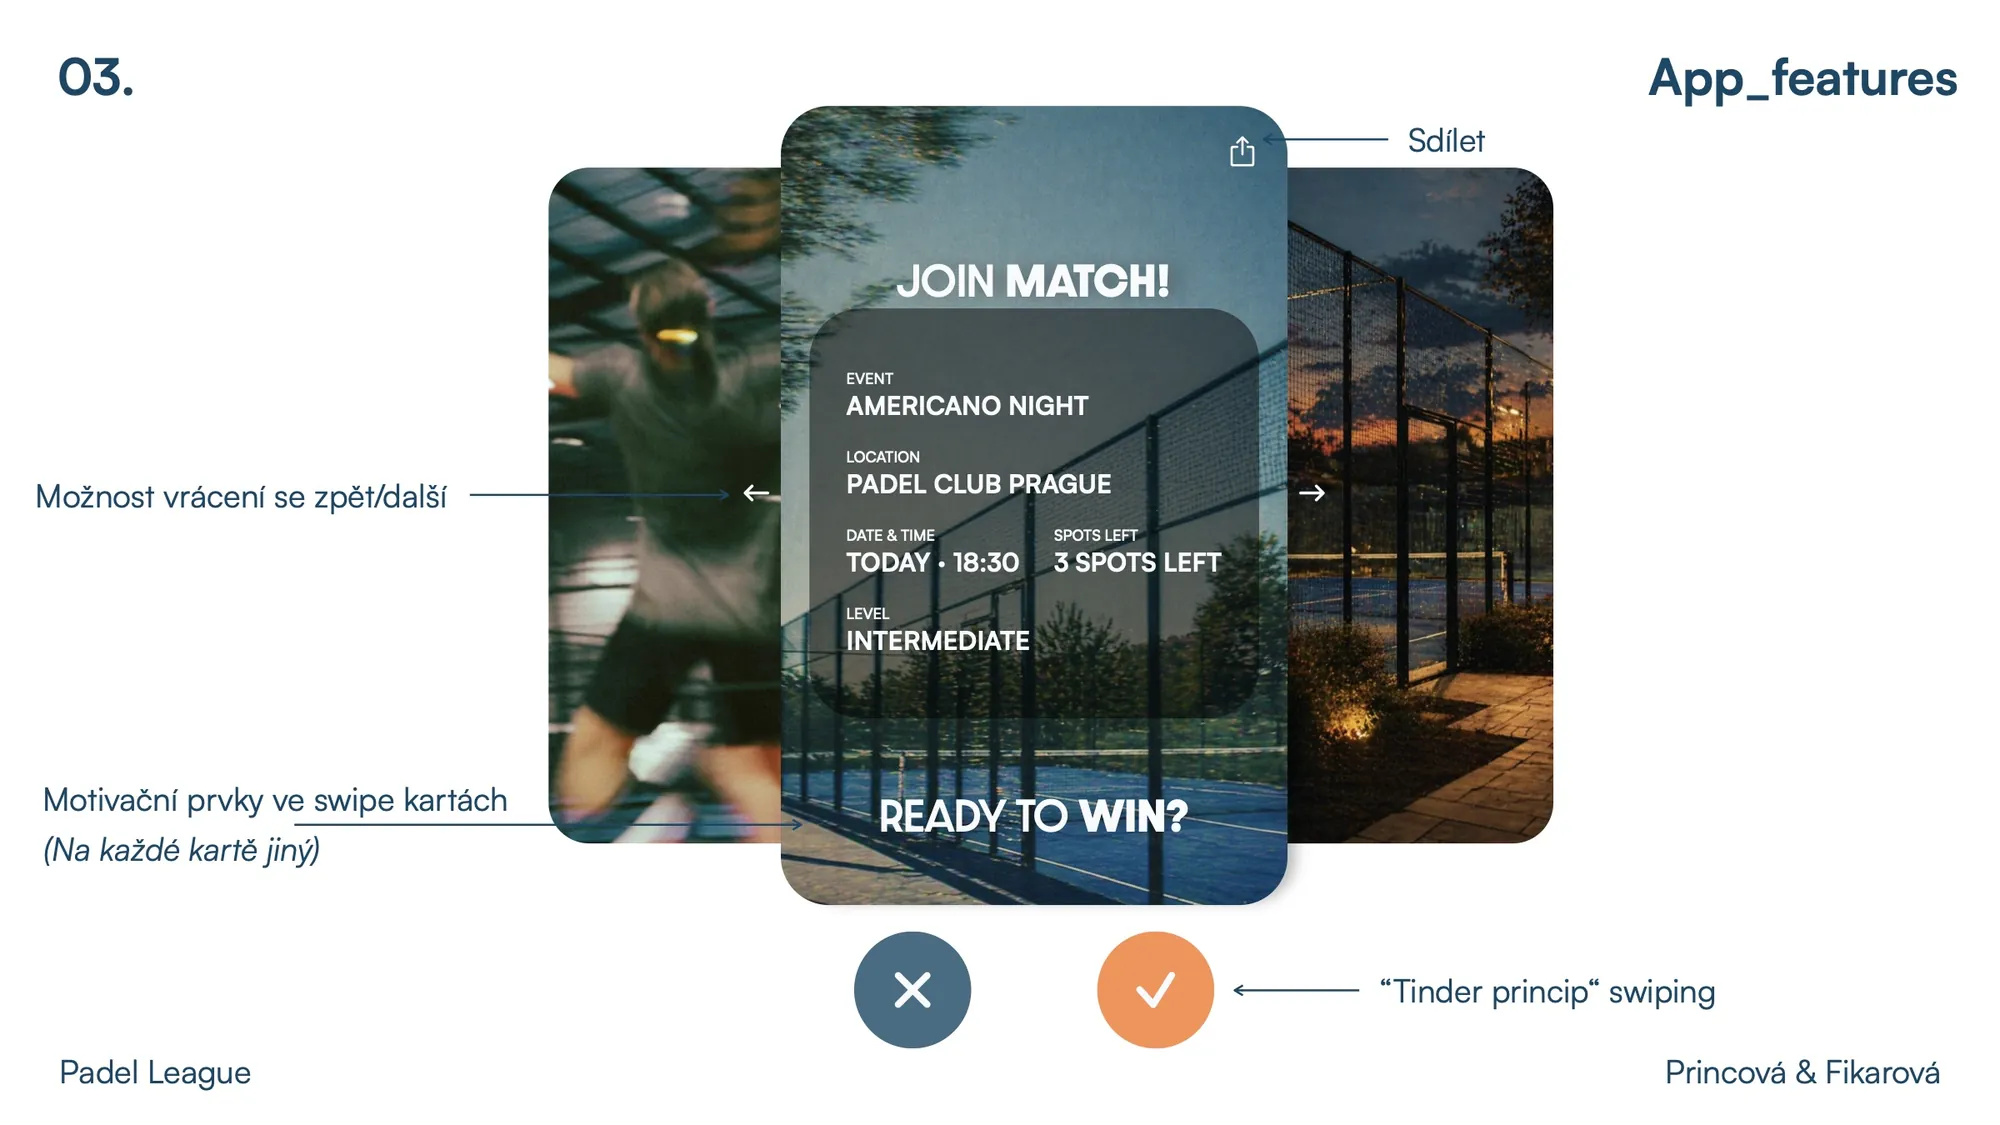 03.
App_features
Sdílet
JOIN MATCH!
EVENT
AMERICANO NIGHT
LOCATION
PADEL CLUB PRAGUE
Možnost vrácení se zpět/další
DATE & TIME
TODAY · 18:30
SPOTS LEFT
3 SPOTS LEFT
LEVEL
INTERMEDIATE
Motivační prvky ve swipe kartách
(Na každé kartě jiný)
READY TO WIN?
“Tinder princip“ swiping
Padel League
Princová & Fikarová